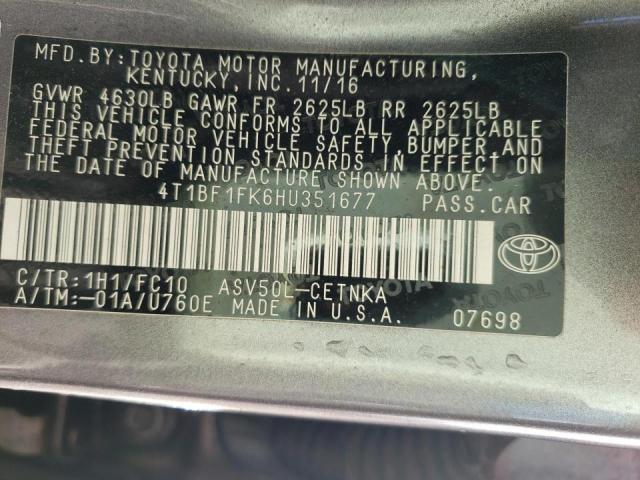 MFD. BY: TOYOTA MOTOR MANUFACTURING,
KENTUCKY, INC. 11/16
GVWR 4630LB GAWR FR 2625LB RR 2625LB
THIS VEHICLE CONFORMS TO ALL APPLICABLE
FEDERAL MOTOR VEHICLE SAFETY, BUMPER, AND
THEFT PREVENTION STANDARDS IN EFFECT ON
THE DATE OF MANUFACTURE SHOWN ABOVE.
4T1BF1FK6HU351677 PASS.CAR
C/TR:1H1/FC10 ASV50L-CETNKA
A/TM:-01A/U760E MADE IN U.S.A. 07698
TOYOTA